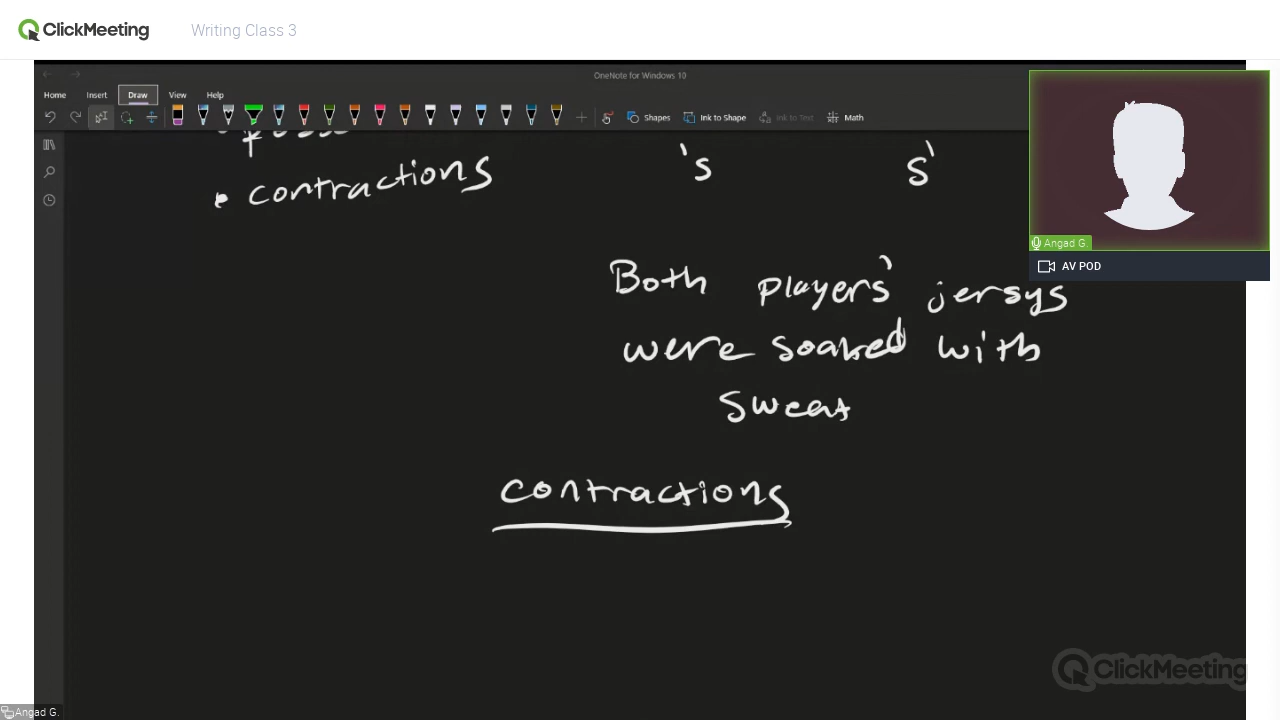 ClickMeeting Writing Class 3
OneNote for Windows 10
Home Insert Draw View Help
Shapes Ink to Shape Ink to Text Math
• contractions 's s'
Both players' jersys
were soaked with
sweat
contractions
Angad G.
AV POD
ClickMeeting
Angad G.